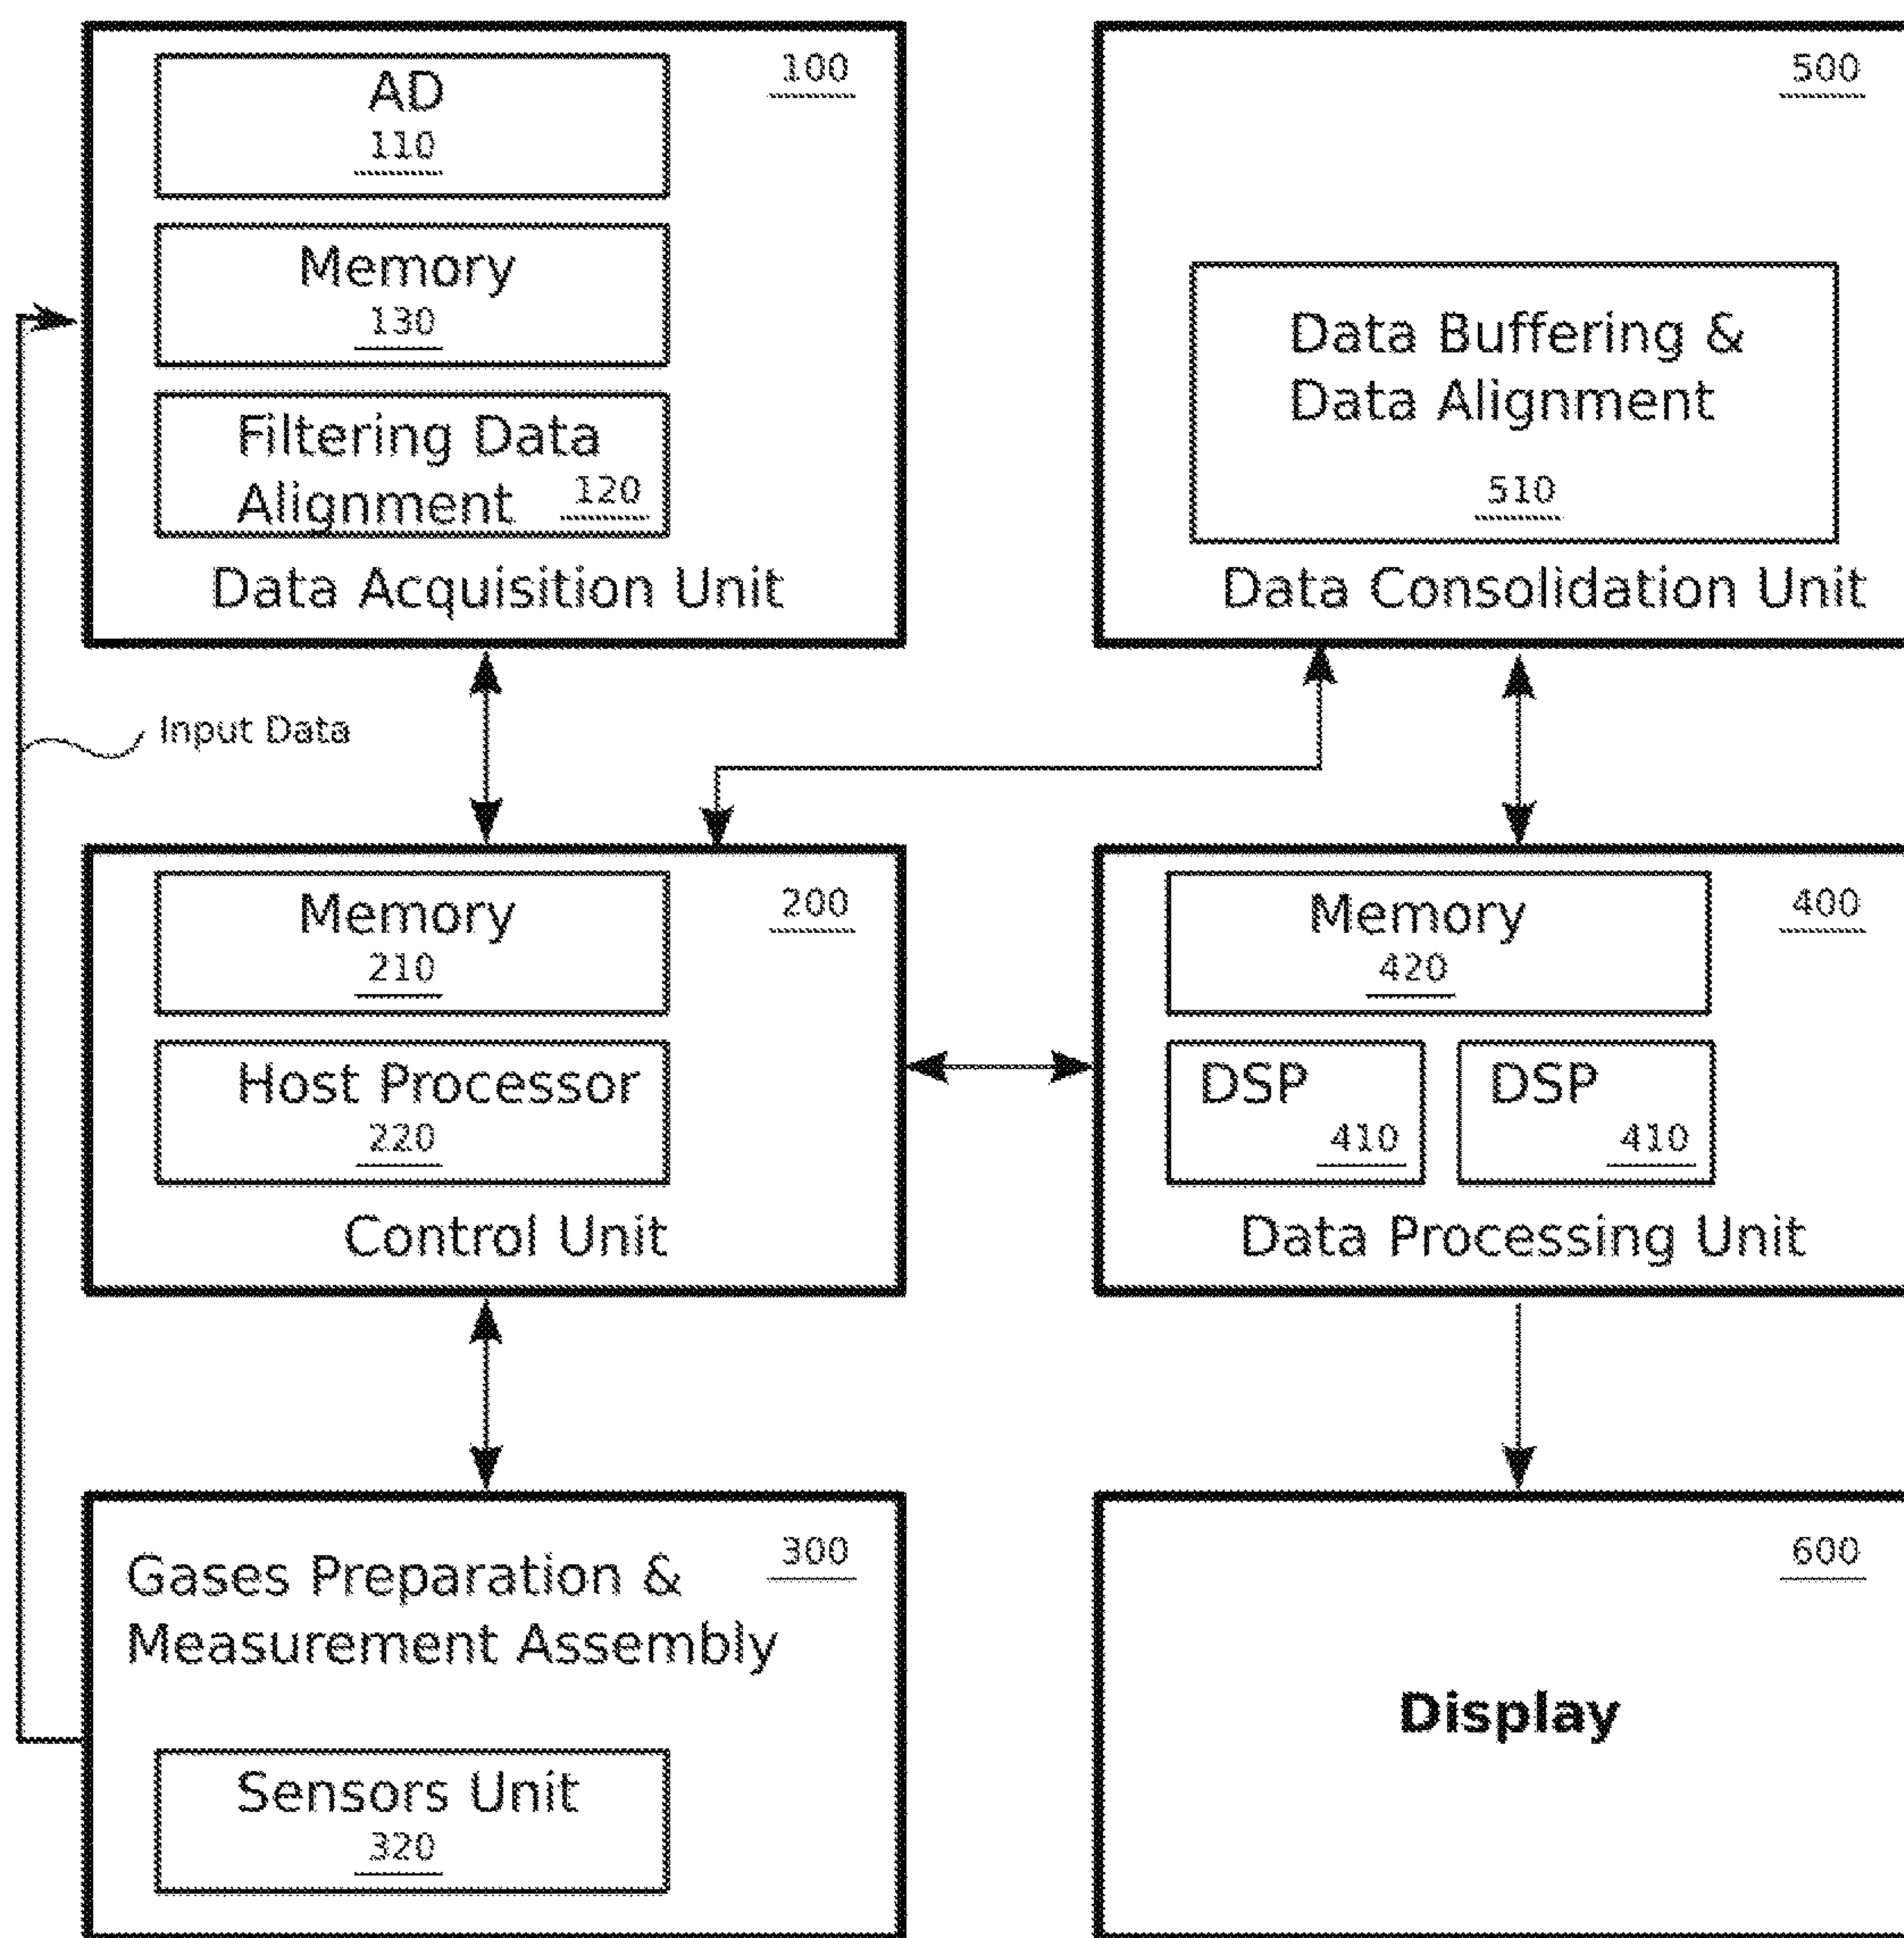 100
AD
110
Memory
130
Filtering Data
Alignment 120
Data Acquisition Unit
500
Data Buffering &
Data Alignment
510
Data Consolidation Unit
Input Data
200
Memory
210
Host Processor
220
Control Unit
400
Memory
420
DSP
410
DSP
410
Data Processing Unit
300
Gases Preparation &
Measurement Assembly
Sensors Unit
320
600
Display